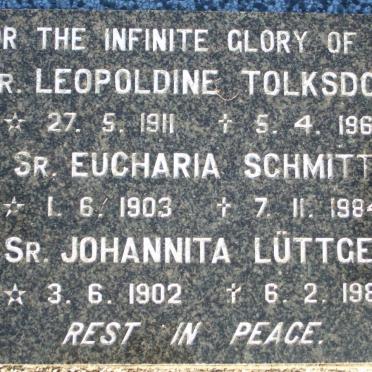 OR THE INFINITE GLORY OF
R. LEOPOLDINE TOLKSDO
☆ 27. 5. 1911 † 5. 4. 196
SR. EUCHARIA SCHMITT
☆ 1. 6. 1903 † 7. 11. 1984
SR. JOHANNITA LÜTTGE
☆ 3. 6. 1902 † 6. 2. 198
REST IN PEACE.